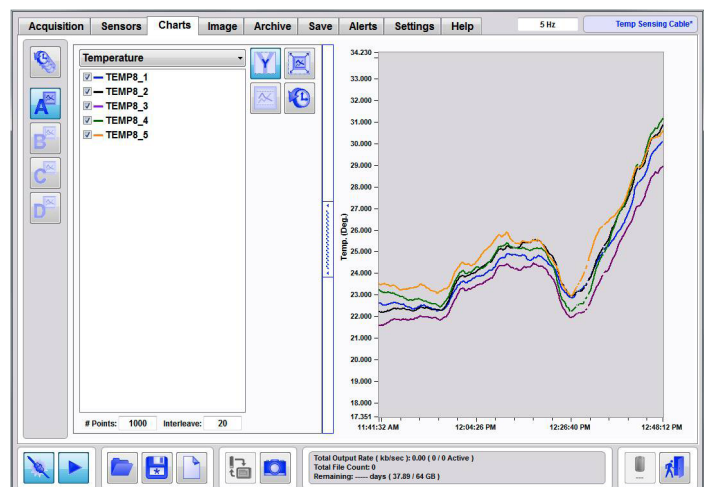 Acquisition Sensors Charts Image Archive Save Alerts Settings Help 5 Hz Temp Sensing Cable*
Temperature
Y
TEMP8_1
TEMP8_2
TEMP8_3
TEMP8_4
TEMP8_5
A
B
C
D
# Points: 1000 Interleave: 20
Temp. (Deg.)
34.230
33.000
32.000
31.000
30.000
29.000
28.000
27.000
26.000
25.000
24.000
23.000
22.000
21.000
20.000
19.000
18.000
17.351
11:41:32 AM 12:04:26 PM 12:26:40 PM 12:48:12 PM
Total Output Rate ( kb/sec ): 0.00 ( 0 / 0 Active )
Total File Count: 0
Remaining: ----- days ( 37.89 / 64 GB )